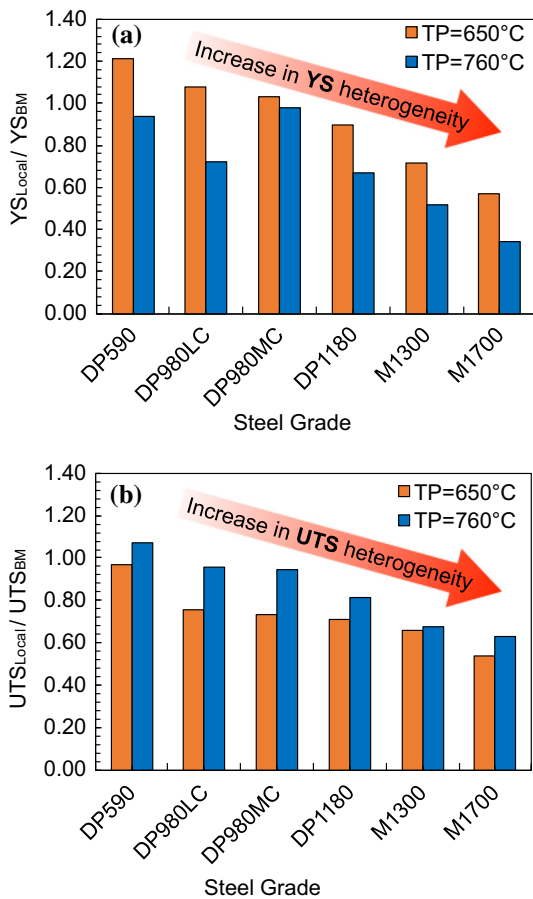 (a)
TP=650°C
TP=760°C
Increase in YS heterogeneity
YSLocal/ YSBM
1.40
1.20
1.00
0.80
0.60
0.40
0.20
0.00
DP590
DP980LC
DP980MC
DP1180
M1300
M1700
Steel Grade
(b)
TP=650°C
TP=760°C
Increase in UTS heterogeneity
UTSLocal/ UTSBM
1.40
1.20
1.00
0.80
0.60
0.40
0.20
0.00
DP590
DP980LC
DP980MC
DP1180
M1300
M1700
Steel Grade